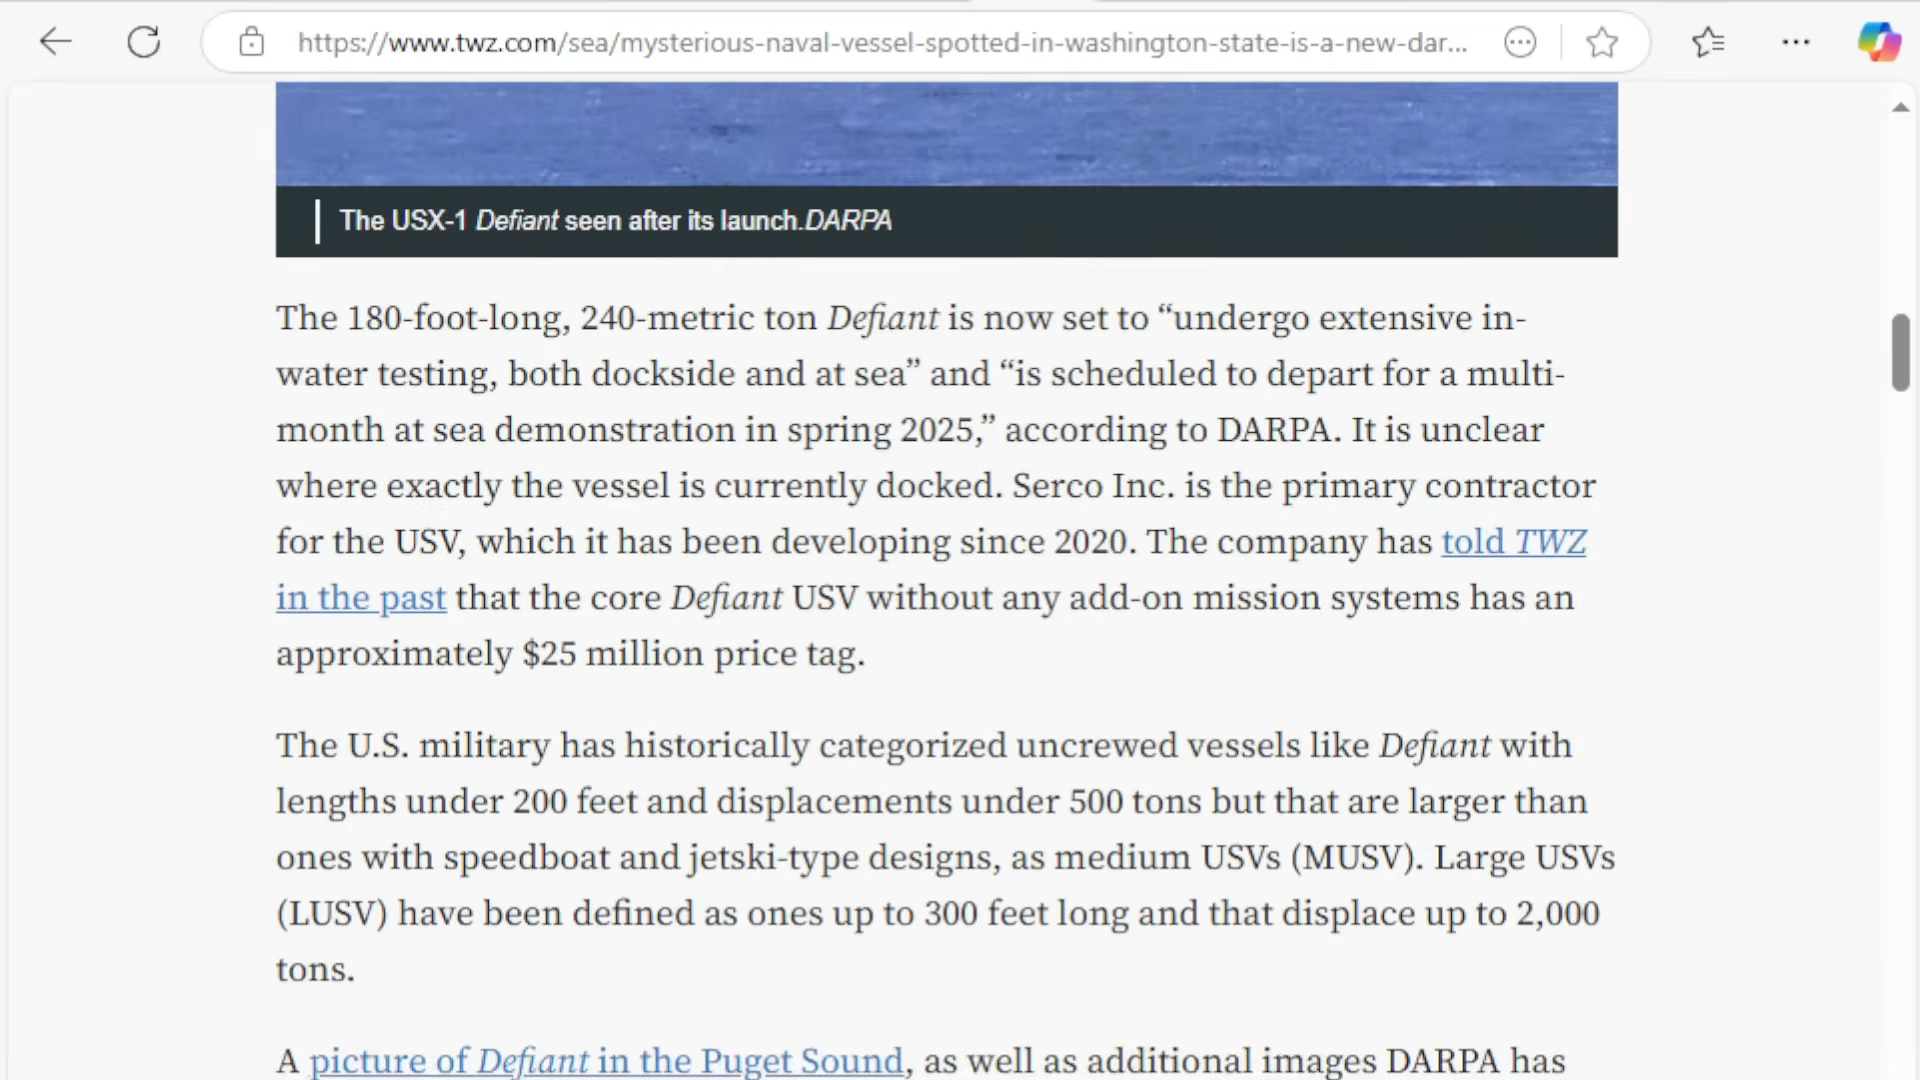 https://www.twz.com/sea/mysterious-naval-vessel-spotted-in-washington-state-is-a-new-dar...
The USX-1 Defiant seen after its launch.DARPA
The 180-foot-long, 240-metric ton Defiant is now set to “undergo extensive in-
water testing, both dockside and at sea” and “is scheduled to depart for a multi-
month at sea demonstration in spring 2025,” according to DARPA. It is unclear
where exactly the vessel is currently docked. Serco Inc. is the primary contractor
for the USV, which it has been developing since 2020. The company has told TWZ
in the past that the core Defiant USV without any add-on mission systems has an
approximately $25 million price tag.
The U.S. military has historically categorized uncrewed vessels like Defiant with
lengths under 200 feet and displacements under 500 tons but that are larger than
ones with speedboat and jetski-type designs, as medium USVs (MUSV). Large USVs
(LUSV) have been defined as ones up to 300 feet long and that displace up to 2,000
tons.
A picture of Defiant in the Puget Sound, as well as additional images DARPA has